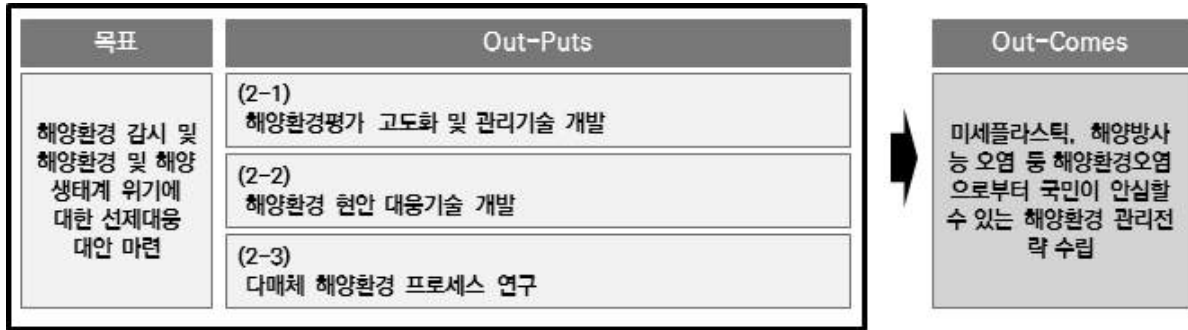 목표
Out-Puts
Out-Comes
해양환경 감시 및
해양환경 및 해양
생태계 위기에
대한 선제대응
대안 마련
(2-1)
해양환경평가 고도화 및 관리기술 개발
(2-2)
해양환경 현안 대응기술 개발
(2-3)
다매체 해양환경 프로세스 연구
미세플라스틱, 해양방사
능 오염 등 해양환경오염
으로부터 국민이 안심할
수 있는 해양환경 관리전
략 수립